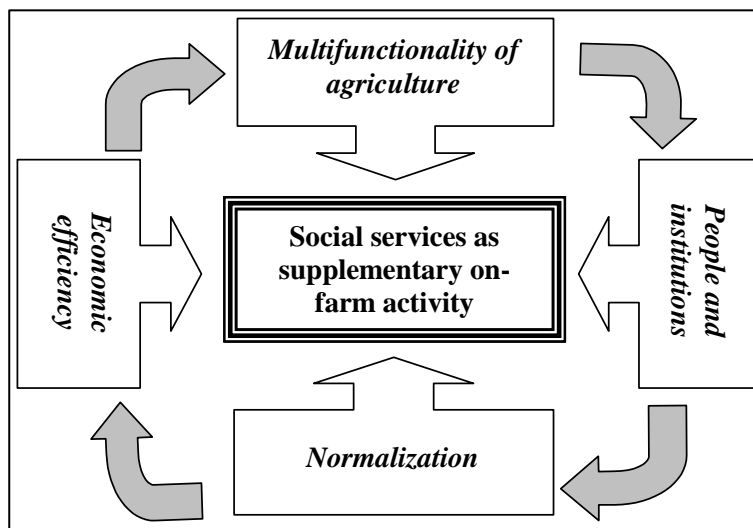 Multifunctionality of
agriculture
Economic
efficiency
Social services as
supplementary on-
farm activity
People and
institutions
Normalization